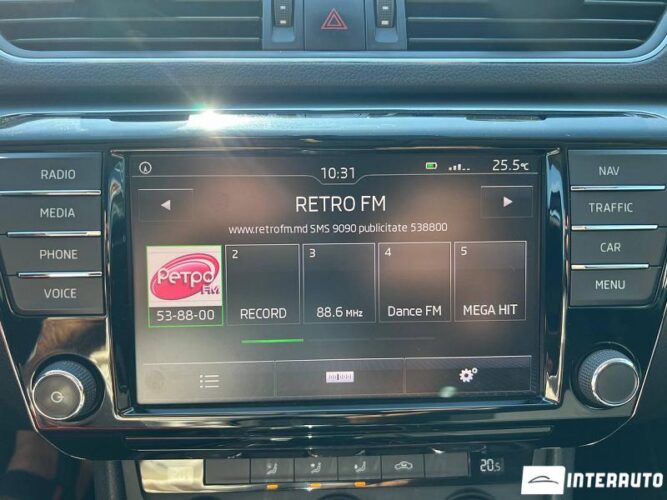 10:31
25.5°C
RADIO
NAV
RETRO FM
MEDIA
TRAFFIC
www.retrofm.md SMS 9090 publicitate 538800
PHONE
CAR
VOICE
MENU
Ретро FM
53-88-00
2
RECORD
3
88.6 MHz
4
Dance FM
5
MEGA HIT
20.5
INTERAUTO